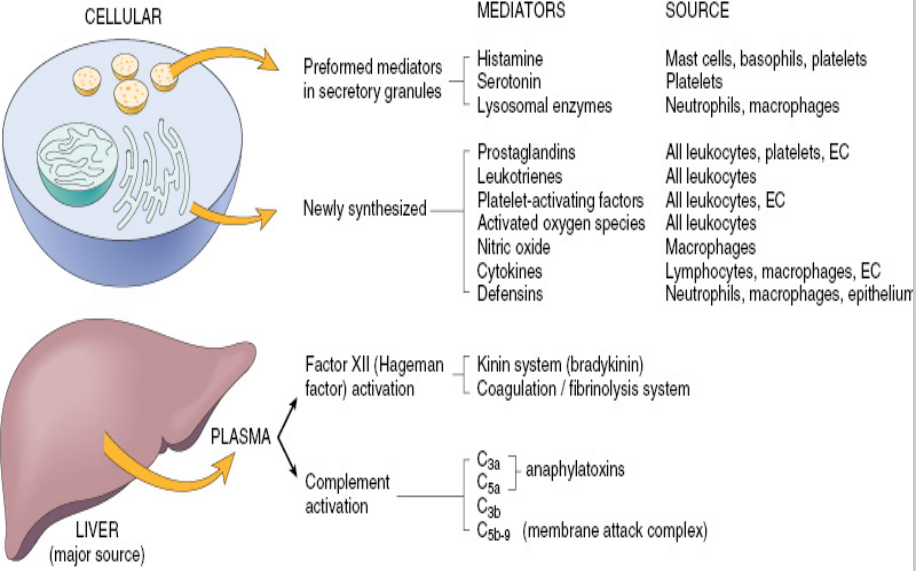 CELLULAR
MEDIATORS SOURCE
Preformed mediators
in secretory granules
Histamine Mast cells, basophils, platelets
Serotonin Platelets
Lysosomal enzymes Neutrophils, macrophages
Newly synthesized
Prostaglandins All leukocytes, platelets, EC
Leukotrienes All leukocytes
Platelet-activating factors All leukocytes, EC
Activated oxygen species All leukocytes
Nitric oxide Macrophages
Cytokines Lymphocytes, macrophages, EC
Defensins Neutrophils, macrophages, epithelium
LIVER
(major source)
PLASMA
Factor XII (Hageman
factor) activation
Kinin system (bradykinin)
Coagulation / fibrinolysis system
Complement
activation
C3a
C5a
anaphylatoxins
C3b
C5b-9 (membrane attack complex)